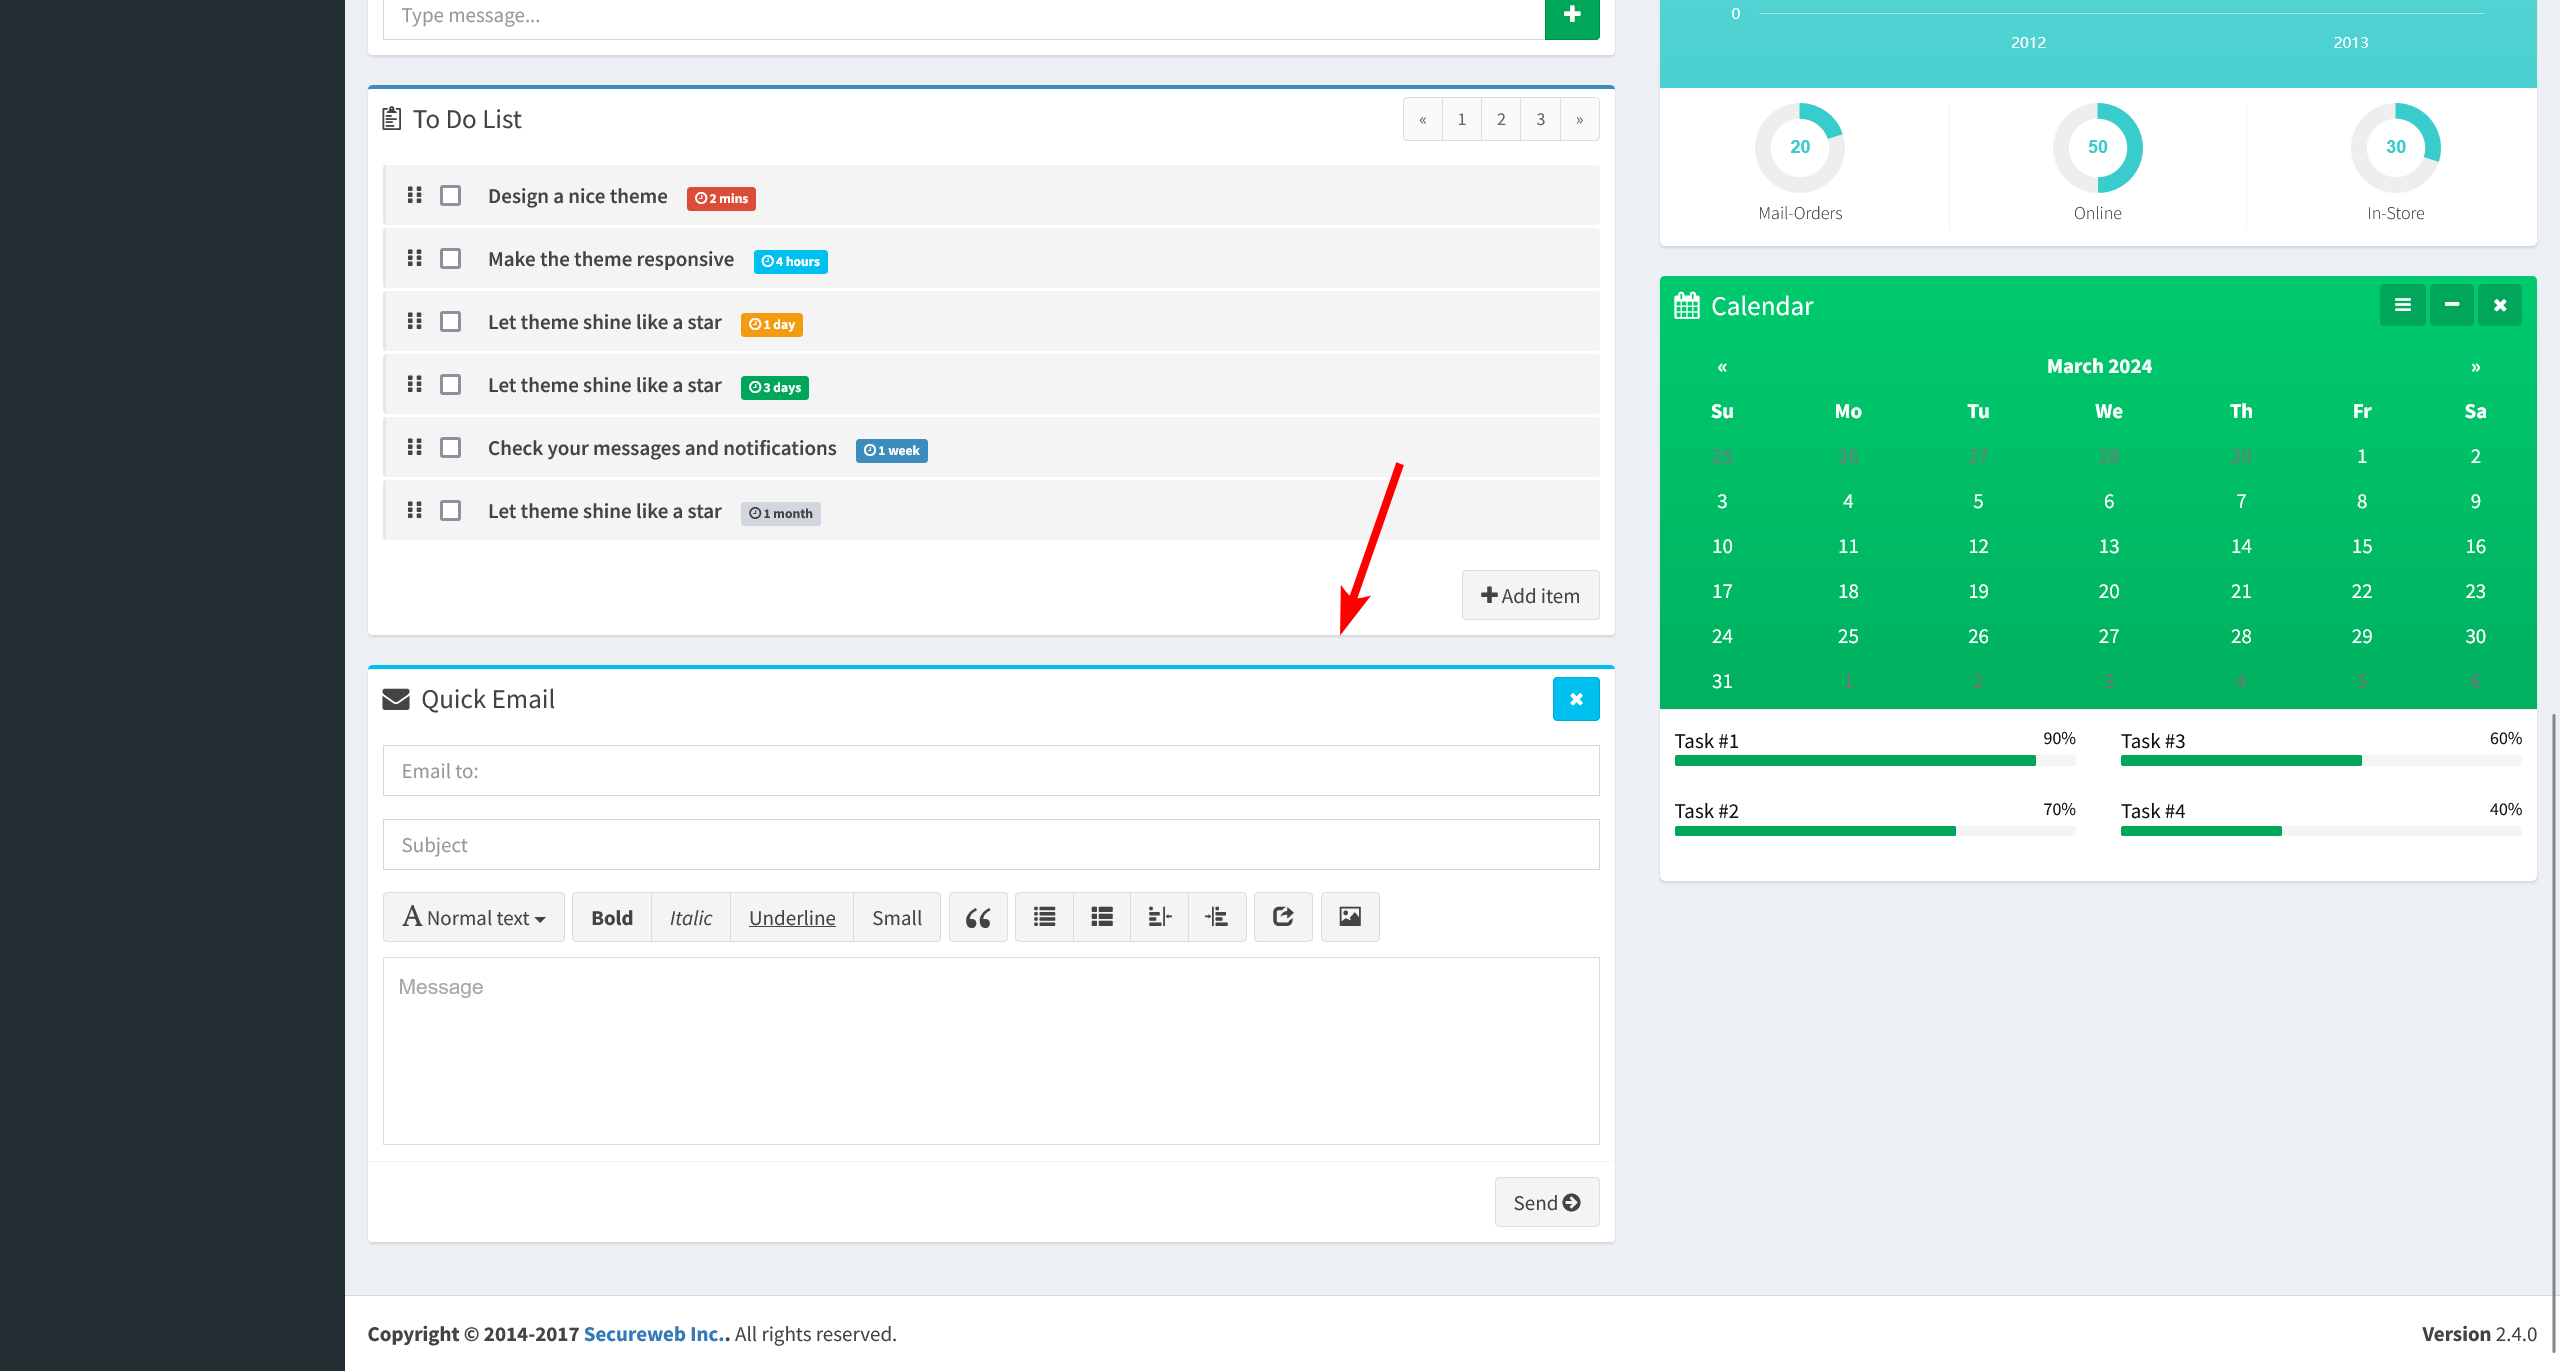 Type message...
To Do List
« 1 2 3 »
Design a nice theme 2 mins
Make the theme responsive 4 hours
Let theme shine like a star 1 day
Let theme shine like a star 3 days
Check your messages and notifications 1 week
Let theme shine like a star 1 month
Add item
Quick Email
Email to:
Subject
A Normal text Bold Italic Underline Small
Message
Send
0
2012 2013
20 50 30
Mail-Orders Online In-Store
Calendar
« March 2024 »
Su Mo Tu We Th Fr Sa
25 26 27 28 29 1 2
3 4 5 6 7 8 9
10 11 12 13 14 15 16
17 18 19 20 21 22 23
24 25 26 27 28 29 30
31 1 2 3 4 5 6
Task #1 90% Task #3 60%
Task #2 70% Task #4 40%
Copyright © 2014-2017 Secureweb Inc.. All rights reserved. Version 2.4.0